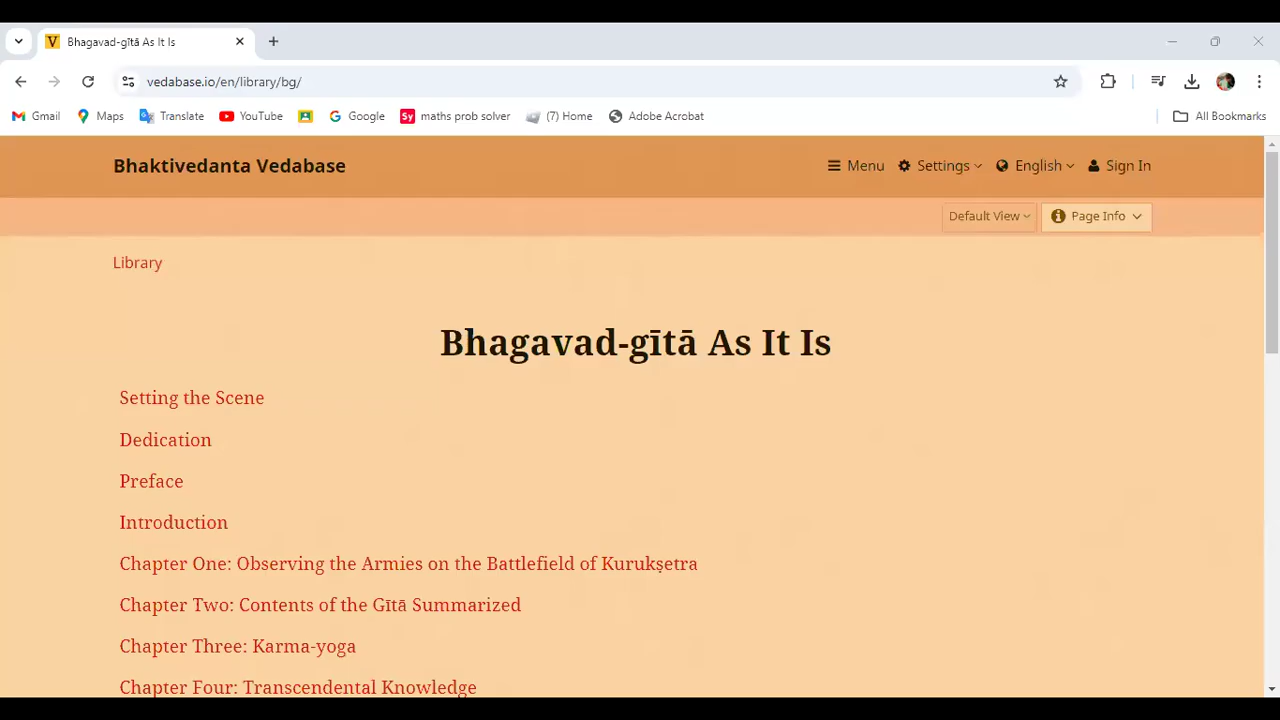 Bhagavad-gītā As It Is
vedabase.io/en/library/bg/
Gmail Maps Translate YouTube Google Sy maths prob solver (7) Home Adobe Acrobat All Bookmarks
Bhaktivedanta Vedabase Menu Settings English Sign In
Default View Page Info
Library
Bhagavad-gītā As It Is
Setting the Scene
Dedication
Preface
Introduction
Chapter One: Observing the Armies on the Battlefield of Kurukṣetra
Chapter Two: Contents of the Gītā Summarized
Chapter Three: Karma-yoga
Chapter Four: Transcendental Knowledge